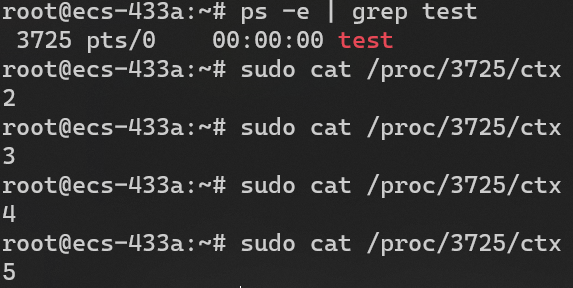 root@ecs-433a:~# ps -e | grep test
 3725 pts/0    00:00:00 test
root@ecs-433a:~# sudo cat /proc/3725/ctx
2
root@ecs-433a:~# sudo cat /proc/3725/ctx
3
root@ecs-433a:~# sudo cat /proc/3725/ctx
4
root@ecs-433a:~# sudo cat /proc/3725/ctx
5